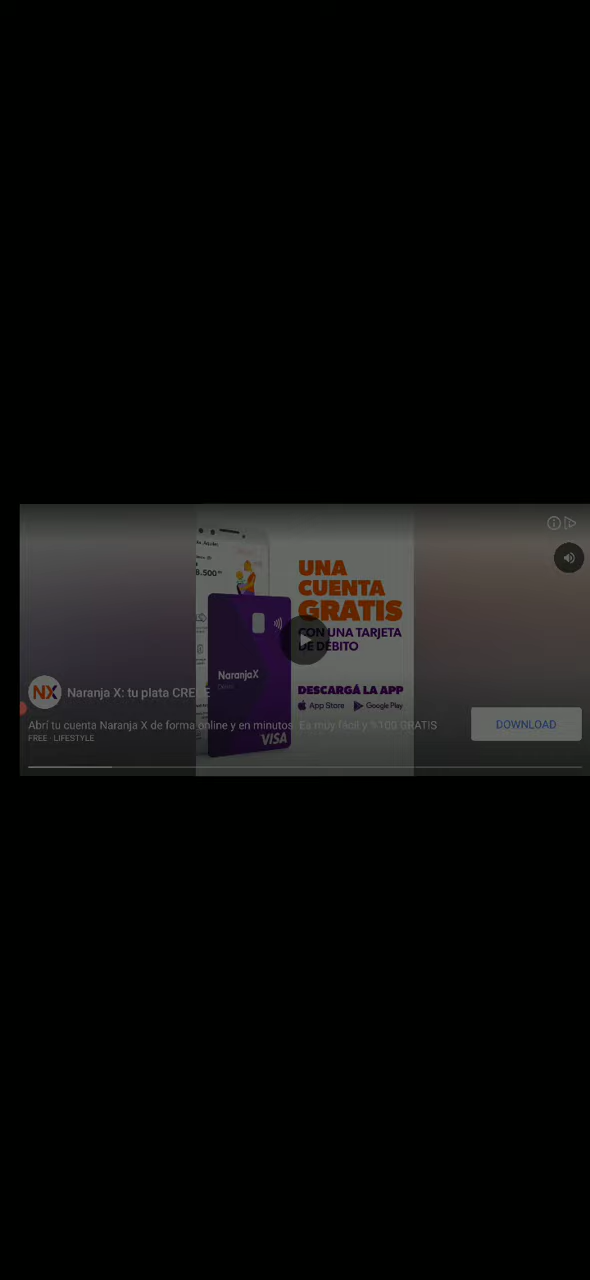 8.500
UNA
CUENTA
GRATIS
CON UNA TARJETA
DE DÉBITO
NaranjaX
VISA
DESCARGÁ LA APP
App Store
Google Play
NX
Naranja X: tu plata CRECE
Abrí tu cuenta Naranja X de forma online y en minutos. Es muy fácil y %100 GRATIS
FREE · LIFESTYLE
DOWNLOAD